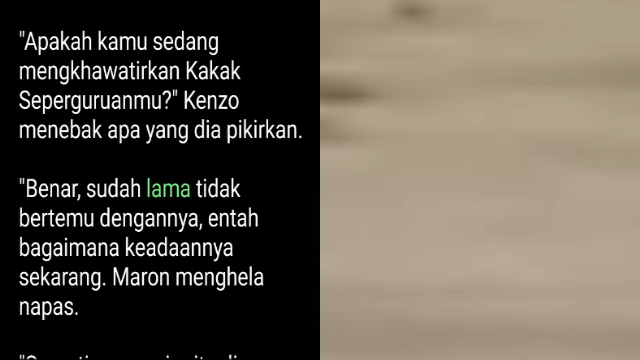 "Apakah kamu sedang
mengkhawatirkan Kakak
Seperguruanmu?" Kenzo
menebak apa yang dia pikirkan.
"Benar, sudah lama tidak
bertemu dengannya, entah
bagaimana keadaannya
sekarang. Maron menghela
napas.